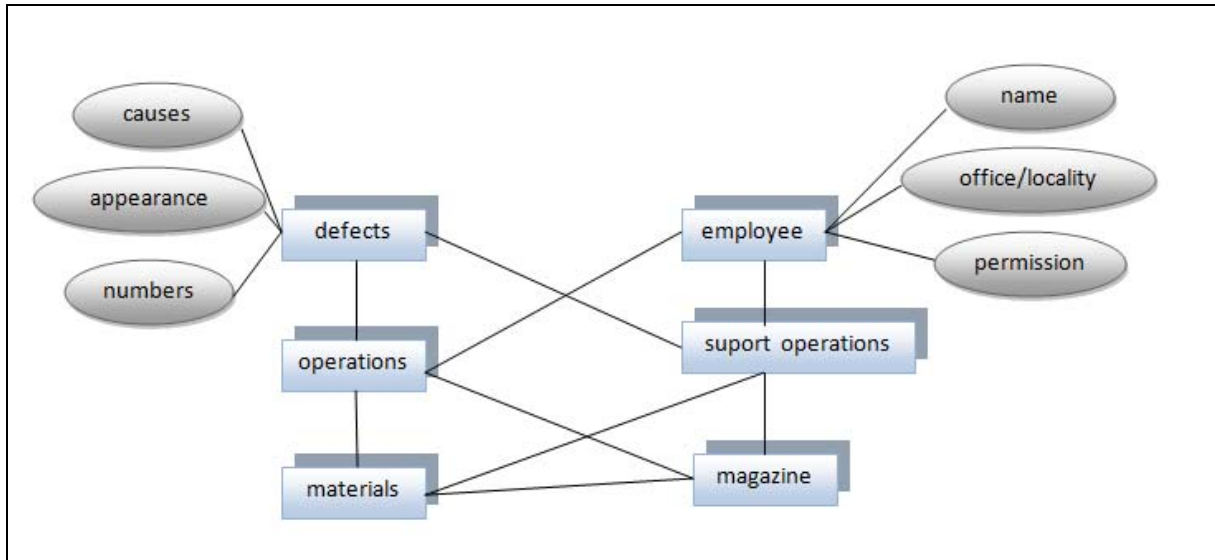 causes
appearance
numbers
defects
operations
materials
name
office/locality
permission
employee
suport operations
magazine